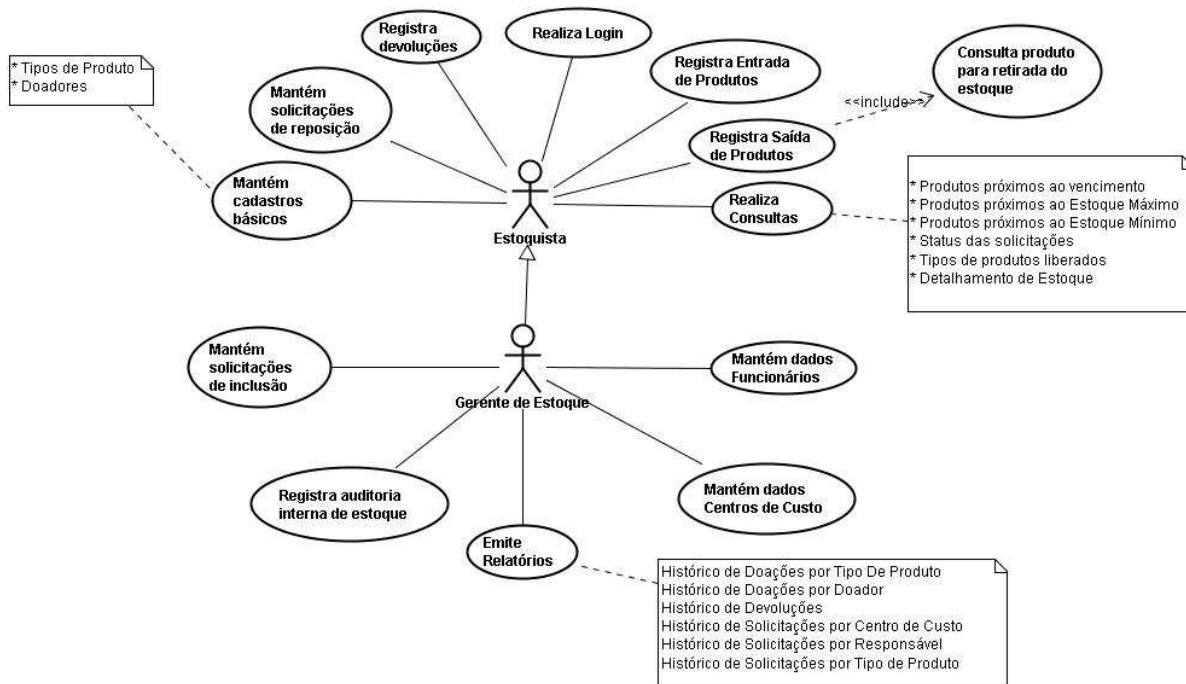 * Tipos de Produto
* Doadores
Registra
devoluções
Realiza Login
Registra Entrada
de Produtos
Consulta produto
para retirada do
estoque
<<include>>
Mantém
solicitações
de reposição
Registra Saída
de Produtos
Mantém
cadastros
básicos
Realiza
Consultas
* Produtos próximos ao vencimento
* Produtos próximos ao Estoque Máximo
* Produtos próximos ao Estoque Mínimo
* Status das solicitações
* Tipos de produtos liberados
* Detalhamento de Estoque
Estoquista
Mantém
solicitações
de inclusão
Mantém dados
Funcionários
Gerente de Estoque
Registra auditoria
interna de estoque
Mantém dados
Centros de Custo
Emite
Relatórios
Histórico de Doações por Tipo De Produto
Histórico de Doações por Doador
Histórico de Devoluções
Histórico de Solicitações por Centro de Custo
Histórico de Solicitações por Responsável
Histórico de Solicitações por Tipo de Produto